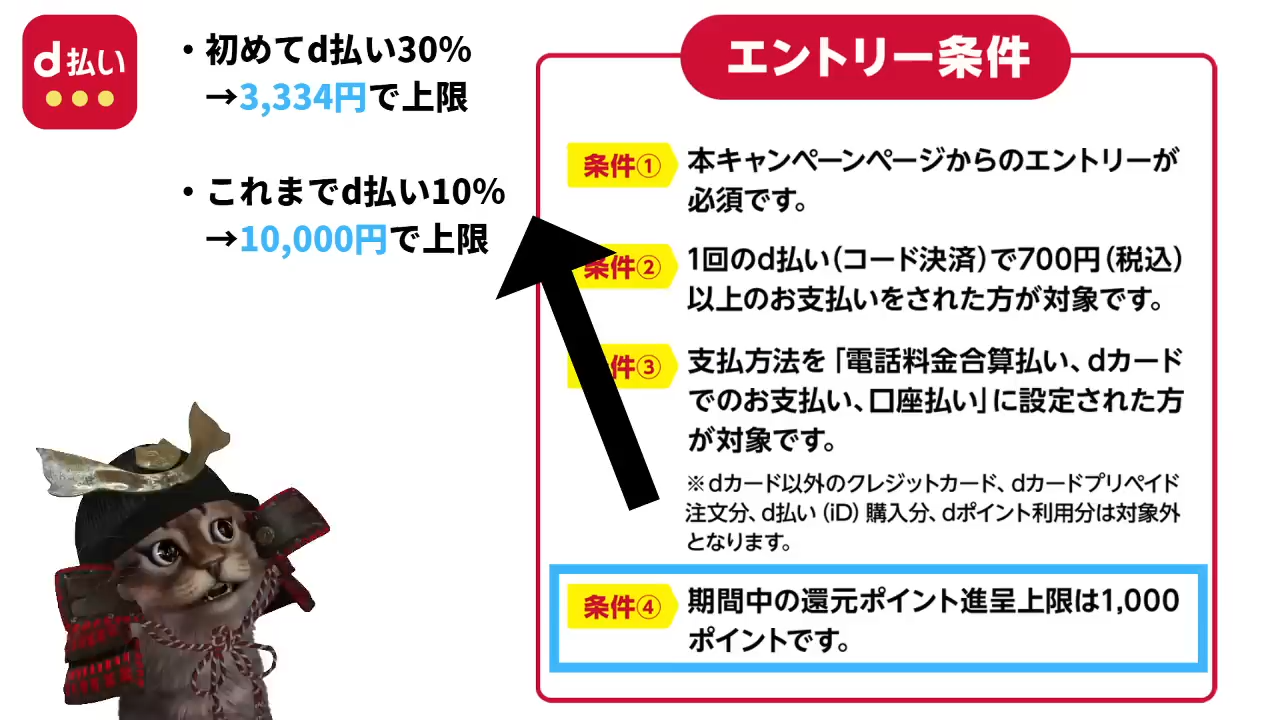 d払い
・初めてd払い30%
→3,334円で上限
・これまでd払い10%
→10,000円で上限
エントリー条件
条件①
本キャンペーンページからのエントリーが
必須です。
条件②
1回のd払い(コード決済)で700円(税込)
以上のお支払いをされた方が対象です。
件③
支払方法を「電話料金合算払い、dカード
でのお支払い、口座払い」に設定された方
が対象です。
※dカード以外のクレジットカード、dカードプリペイド
注文分、d払い(iD)購入分、dポイント利用分は対象外
となります。
条件④
期間中の還元ポイント進呈上限は1,000
ポイントです。